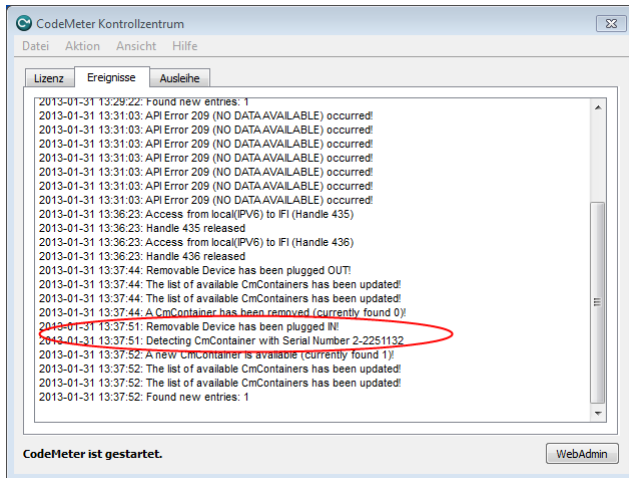 CodeMeter Kontrollzentrum
Datei Aktion Ansicht Hilfe
Lizenz Ereignisse Ausleihe
2013-01-31 13:29:22: Found new entries: 1
2013-01-31 13:31:03: API Error 209 (NO DATA AVAILABLE) occurred!
2013-01-31 13:31:03: API Error 209 (NO DATA AVAILABLE) occurred!
2013-01-31 13:31:03: API Error 209 (NO DATA AVAILABLE) occurred!
2013-01-31 13:31:03: API Error 209 (NO DATA AVAILABLE) occurred!
2013-01-31 13:31:03: API Error 209 (NO DATA AVAILABLE) occurred!
2013-01-31 13:31:03: API Error 209 (NO DATA AVAILABLE) occurred!
2013-01-31 13:36:23: Access from local(IPV6) to IFI (Handle 435)
2013-01-31 13:36:23: Handle 435 released
2013-01-31 13:36:23: Access from local(IPV6) to IFI (Handle 436)
2013-01-31 13:36:23: Handle 436 released
2013-01-31 13:37:44: Removable Device has been plugged OUT!
2013-01-31 13:37:44: The list of available CmContainers has been updated!
2013-01-31 13:37:44: The list of available CmContainers has been updated!
2013-01-31 13:37:44: A CmContainer has been removed (currently found 0)!
2013-01-31 13:37:51: Removable Device has been plugged IN!
2013-01-31 13:37:51: Detecting CmContainer with Serial Number 2-2251132
2013-01-31 13:37:52: A new CmContainer is available (currently found 1)!
2013-01-31 13:37:52: The list of available CmContainers has been updated!
2013-01-31 13:37:52: The list of available CmContainers has been updated!
2013-01-31 13:37:52: Found new entries: 1
CodeMeter ist gestartet.
WebAdmin